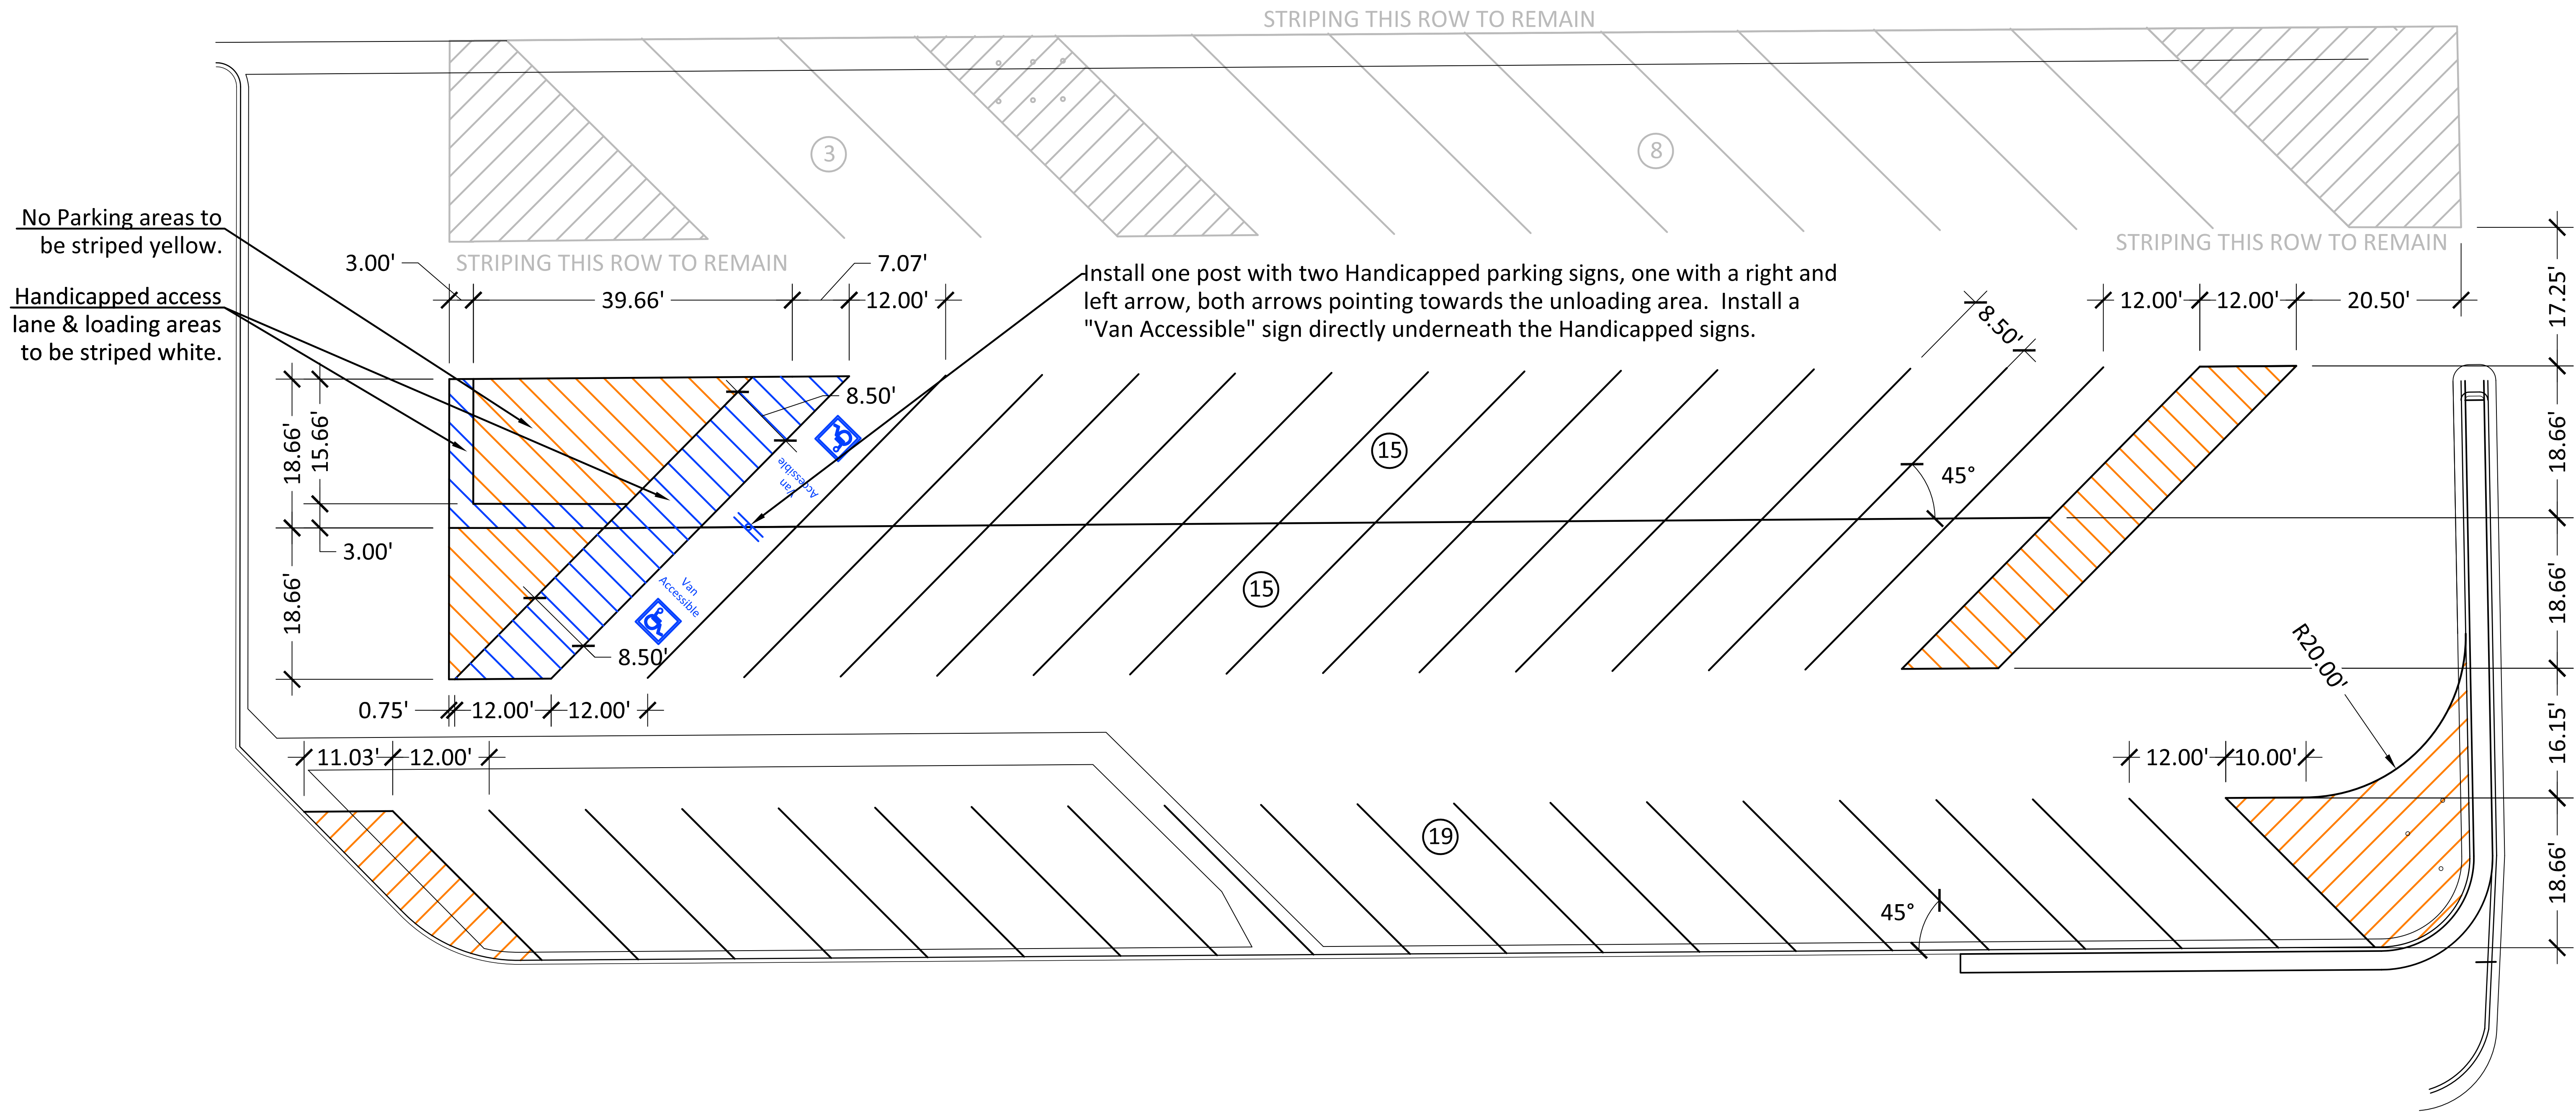 STRIPING THIS ROW TO REMAIN
3
8
No Parking areas to
be striped yellow.
Handicapped access
lane & loading areas
to be striped white.
STRIPING THIS ROW TO REMAIN
STRIPING THIS ROW TO REMAIN
3.00'
39.66'
7.07'
12.00'
Install one post with two Handicapped parking signs, one with a right and
left arrow, both arrows pointing towards the unloading area. Install a
"Van Accessible" sign directly underneath the Handicapped signs.
8.50'
12.00'
12.00'
20.50'
17.25'
18.66'
15.66'
8.50'
Van
Accessible
15
45°
18.66'
3.00'
18.66'
Van
Accessible
8.50'
15
18.66'
R20.00'
0.75'
12.00'
12.00'
11.03'
12.00'
12.00'
10.00'
16.15'
19
45°
18.66'